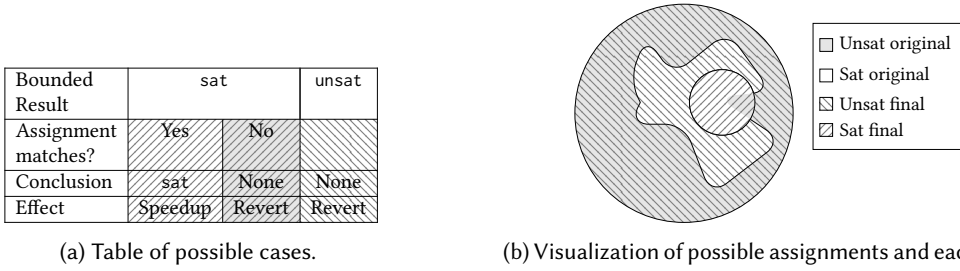 Bounded Result sat unsat
Assignment matches? Yes No
Conclusion sat None None
Effect Speedup Revert Revert
(a) Table of possible cases.
Unsat original
Sat original
Unsat final
Sat final
(b) Visualization of possible assignments and